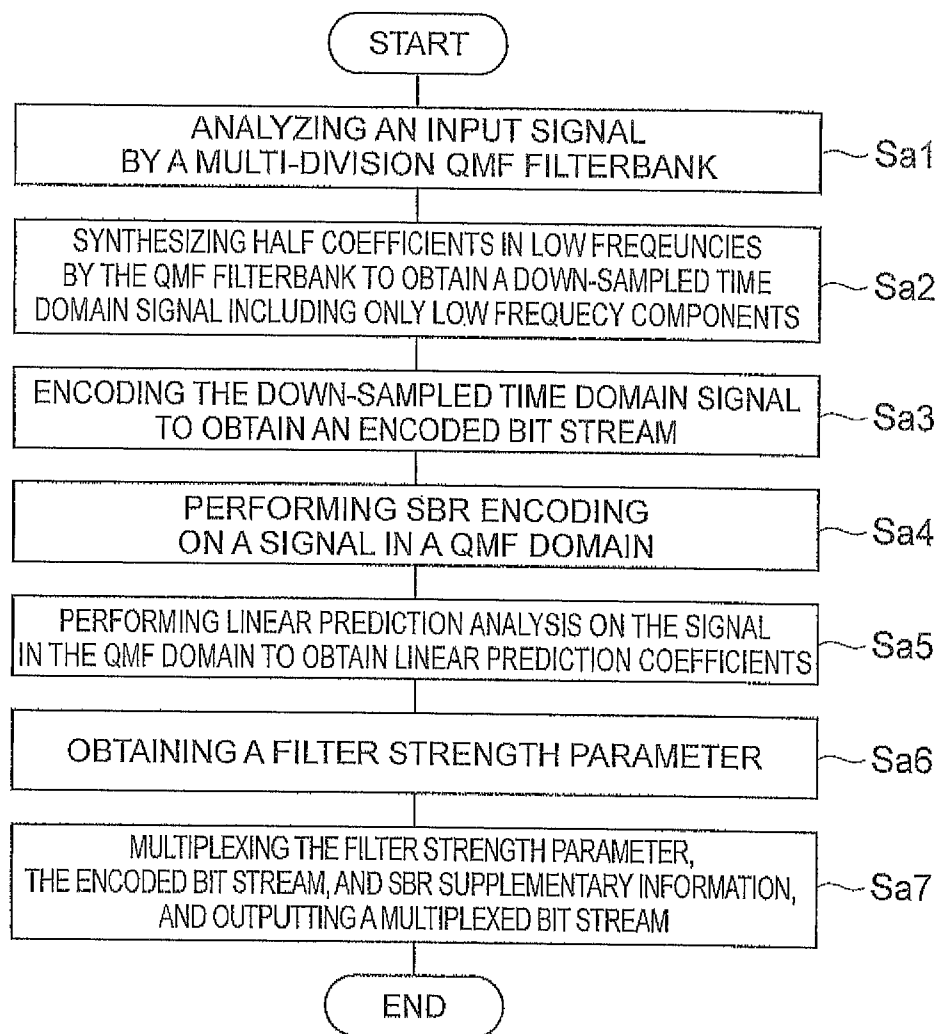 START
ANALYZING AN INPUT SIGNAL
BY A MULTI-DIVISION QMF FILTERBANK
Sa1
SYNTHESIZING HALF COEFFICIENTS IN LOW FREQEUNCIES
BY THE QMF FILTERBANK TO OBTAIN A DOWN-SAMPLED TIME
DOMAIN SIGNAL INCLUDING ONLY LOW FREQUECY COMPONENTS
Sa2
ENCODING THE DOWN-SAMPLED TIME DOMAIN SIGNAL
TO OBTAIN AN ENCODED BIT STREAM
Sa3
PERFORMING SBR ENCODING
ON A SIGNAL IN A QMF DOMAIN
Sa4
PERFORMING LINEAR PREDICTION ANALYSIS ON THE SIGNAL
IN THE QMF DOMAIN TO OBTAIN LINEAR PREDICTION COEFFICIENTS
Sa5
OBTAINING A FILTER STRENGTH PARAMETER
Sa6
MULTIPLEXING THE FILTER STRENGTH PARAMETER,
THE ENCODED BIT STREAM, AND SBR SUPPLEMENTARY INFORMATION,
AND OUTPUTTING A MULTIPLEXED BIT STREAM
Sa7
END